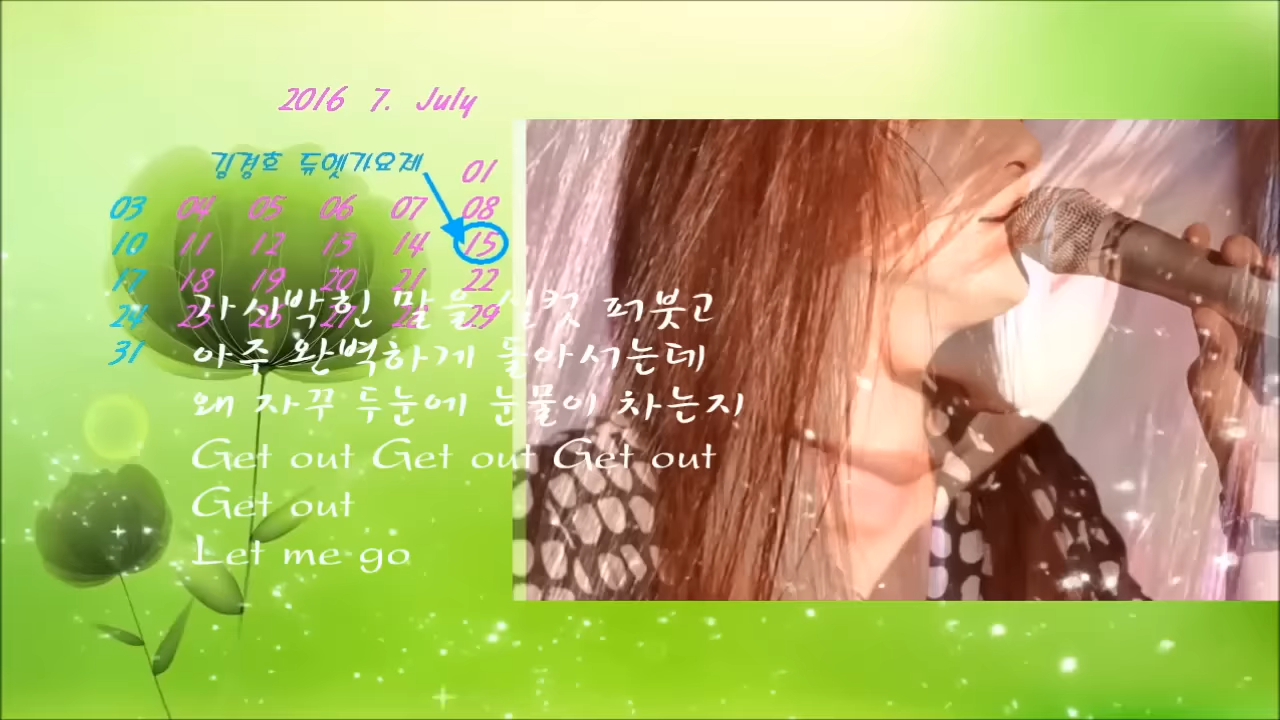 2016 7. July
김경호 듀엣가요제
01
03 04 05 06 07 08
10 11 12 13 14 15
17 18 19 20 21 22
24 25 26 27 28 29
31
가시박힌 말을 실컷 퍼붓고
아주 완벽하게 돌아서는데
왜 자꾸 두눈에 눈물이 차는지
Get out Get out Get out
Get out
Let me go